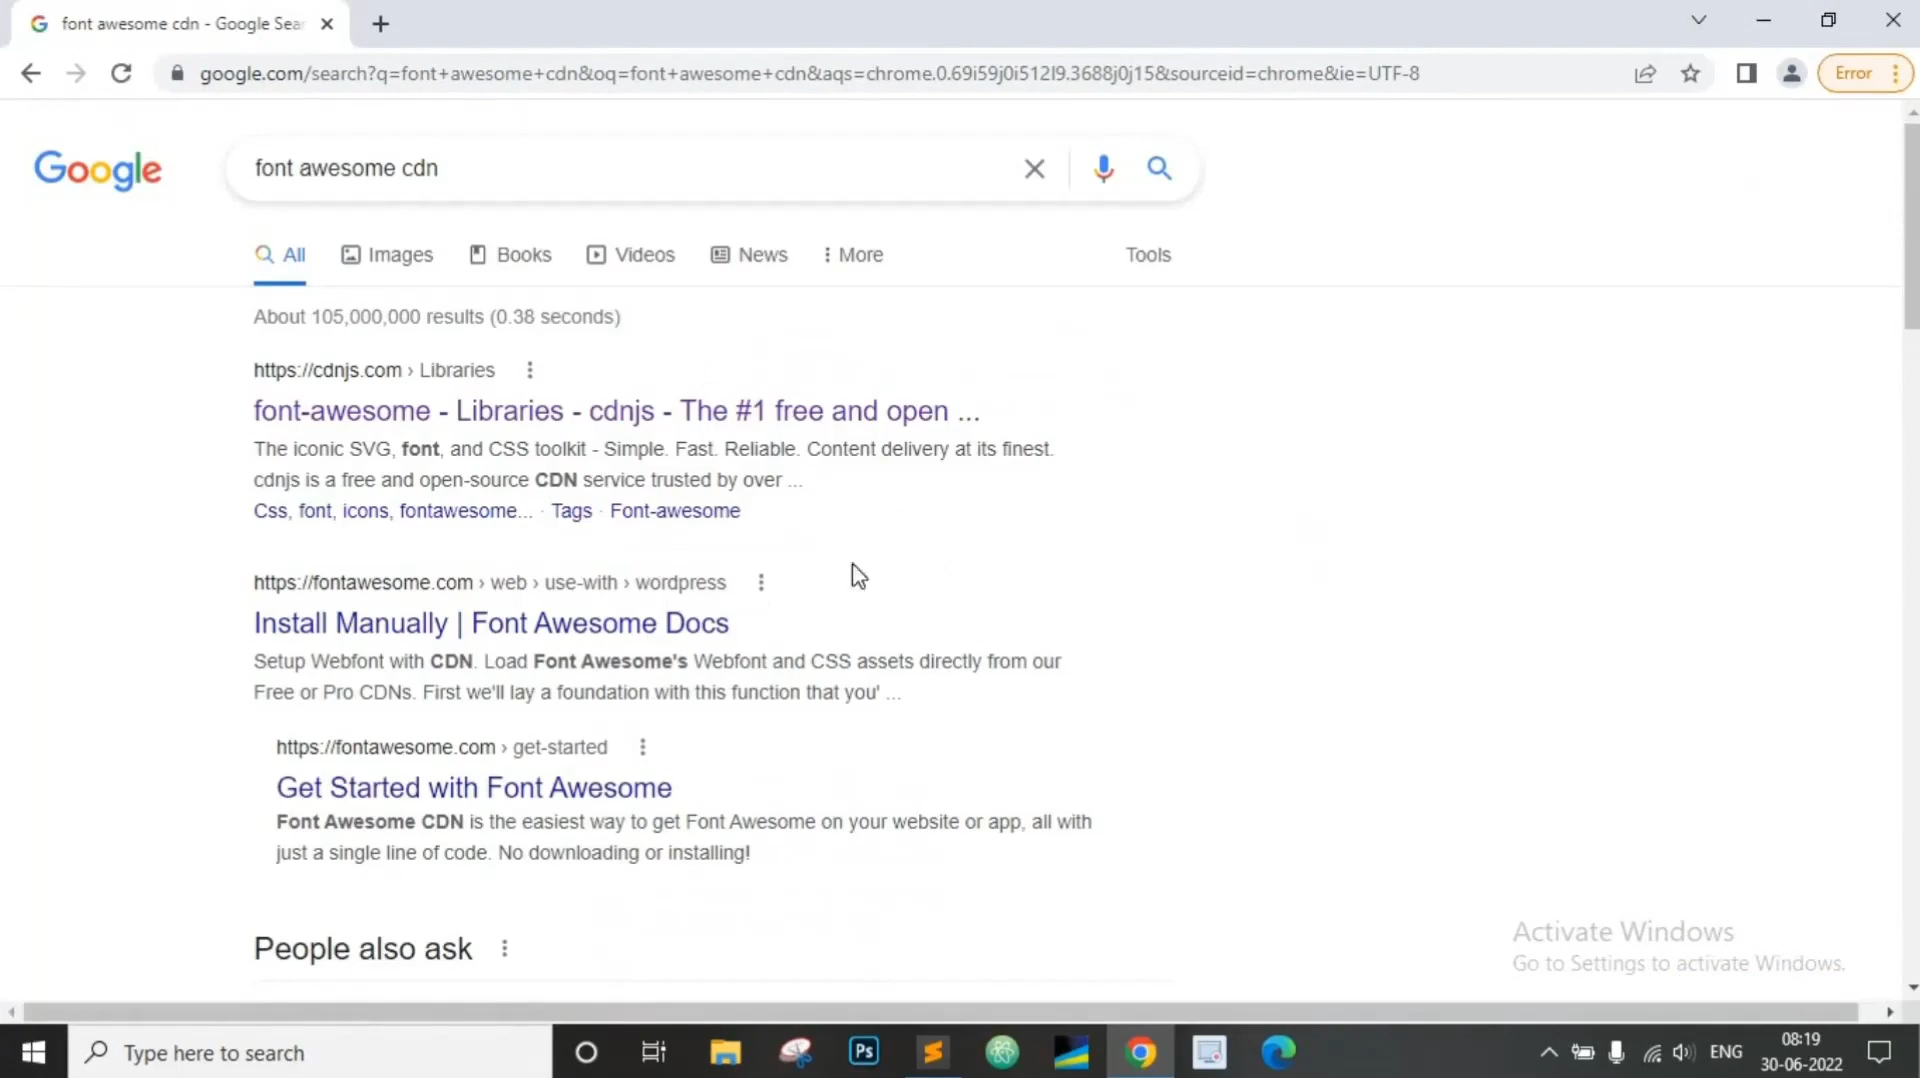 font awesome cdn - Google Sear
google.com/search?q=font+awesome+cdn&oq=font+awesome+cdn&aqs=chrome.0.69i59j0i512l9.3688j0j15&sourceid=chrome&ie=UTF-8
Error
Google
font awesome cdn
All Images Books Videos News More Tools
About 105,000,000 results (0.38 seconds)
https://cdnjs.com › Libraries
font-awesome - Libraries - cdnjs - The #1 free and open ...
The iconic SVG, font, and CSS toolkit - Simple. Fast. Reliable. Content delivery at its finest.
cdnjs is a free and open-source CDN service trusted by over ...
Css, font, icons, fontawesome... · Tags · Font-awesome
https://fontawesome.com › web › use-with › wordpress
Install Manually | Font Awesome Docs
Setup Webfont with CDN. Load Font Awesome's Webfont and CSS assets directly from our
Free or Pro CDNs. First we'll lay a foundation with this function that you' ...
https://fontawesome.com › get-started
Get Started with Font Awesome
Font Awesome CDN is the easiest way to get Font Awesome on your website or app, all with
just a single line of code. No downloading or installing!
People also ask
Activate Windows
Go to Settings to activate Windows.
Type here to search
Ps
ENG
08:19
30-06-2022